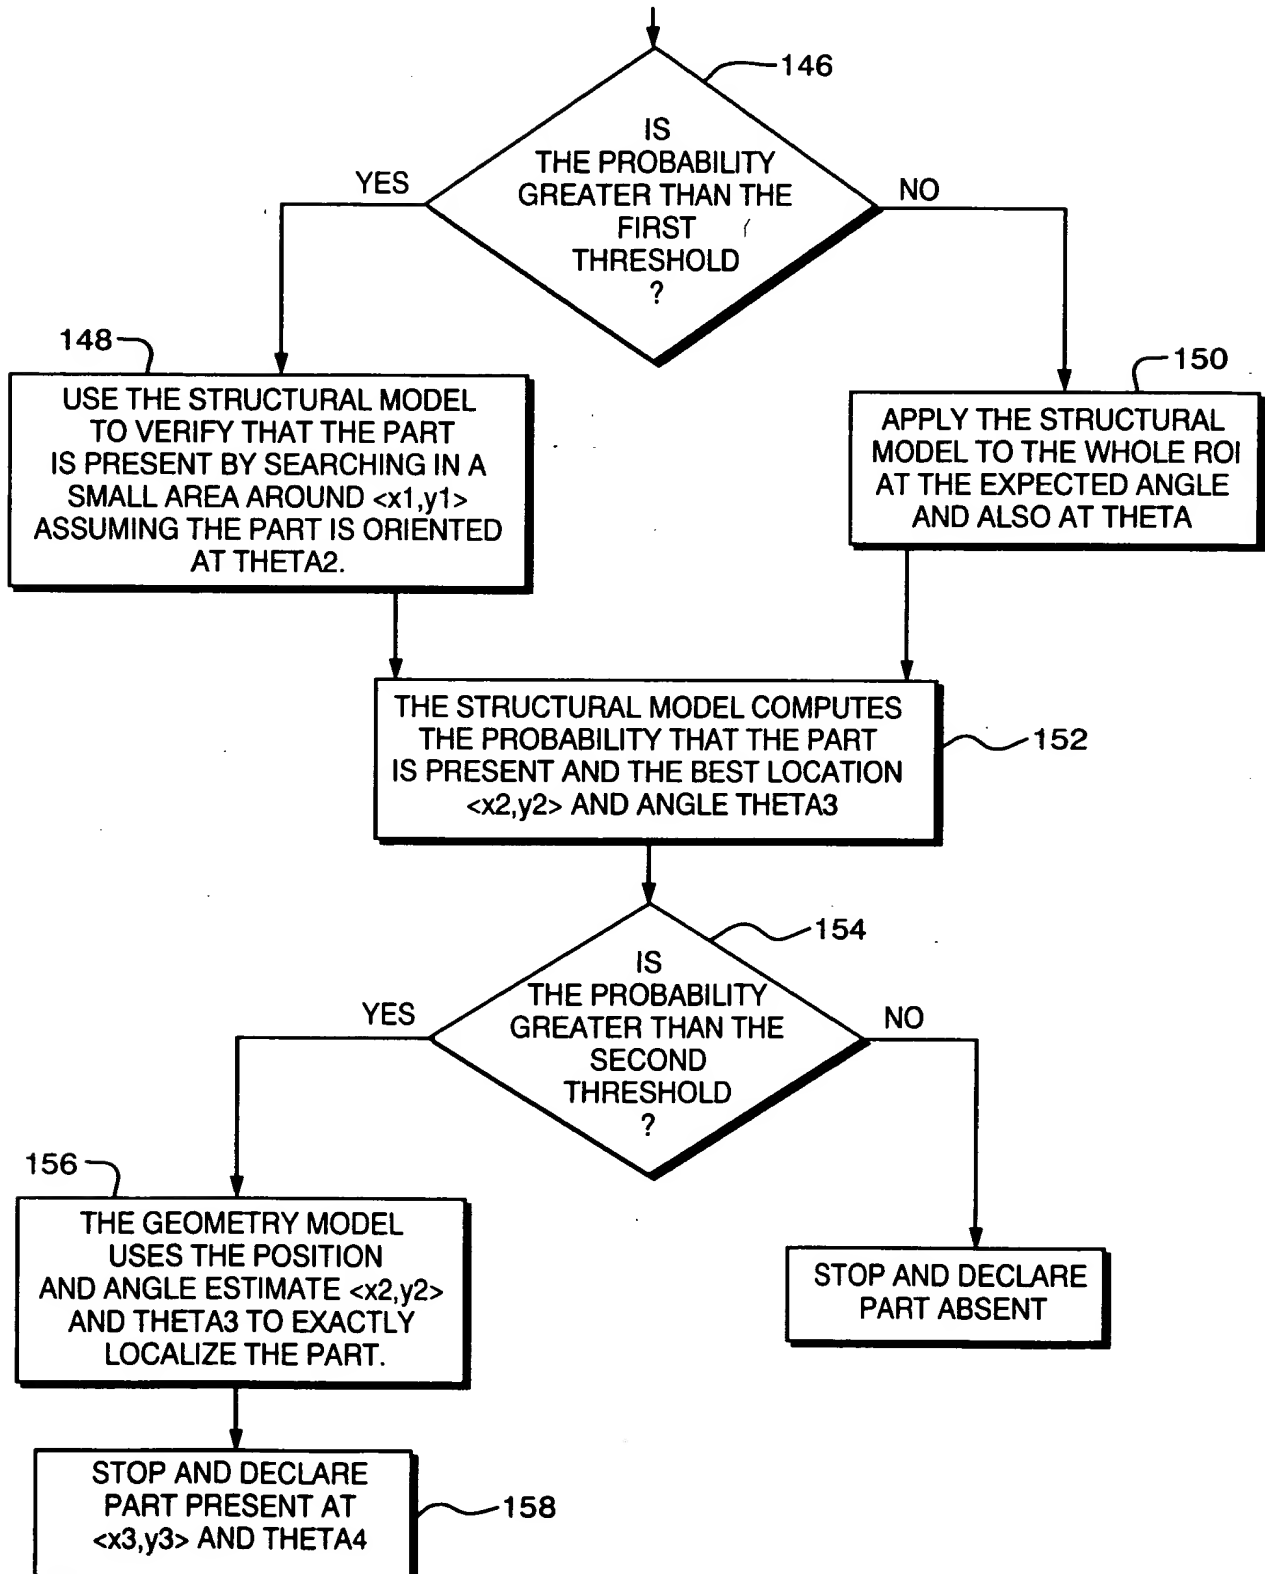 146
IS
THE PROBABILITY
GREATER THAN THE
FIRST
THRESHOLD
?
YES
NO
148
USE THE STRUCTURAL MODEL
TO VERIFY THAT THE PART
IS PRESENT BY SEARCHING IN A
SMALL AREA AROUND <x1,y1>
ASSUMING THE PART IS ORIENTED
AT THETA2.
150
APPLY THE STRUCTURAL
MODEL TO THE WHOLE ROI
AT THE EXPECTED ANGLE
AND ALSO AT THETA
THE STRUCTURAL MODEL COMPUTES
THE PROBABILITY THAT THE PART
IS PRESENT AND THE BEST LOCATION
<x2,y2> AND ANGLE THETA3
152
154
IS
THE PROBABILITY
GREATER THAN THE
SECOND
THRESHOLD
?
YES
NO
156
THE GEOMETRY MODEL
USES THE POSITION
AND ANGLE ESTIMATE <x2,y2>
AND THETA3 TO EXACTLY
LOCALIZE THE PART.
STOP AND DECLARE
PART ABSENT
STOP AND DECLARE
PART PRESENT AT
<x3,y3> AND THETA4
158